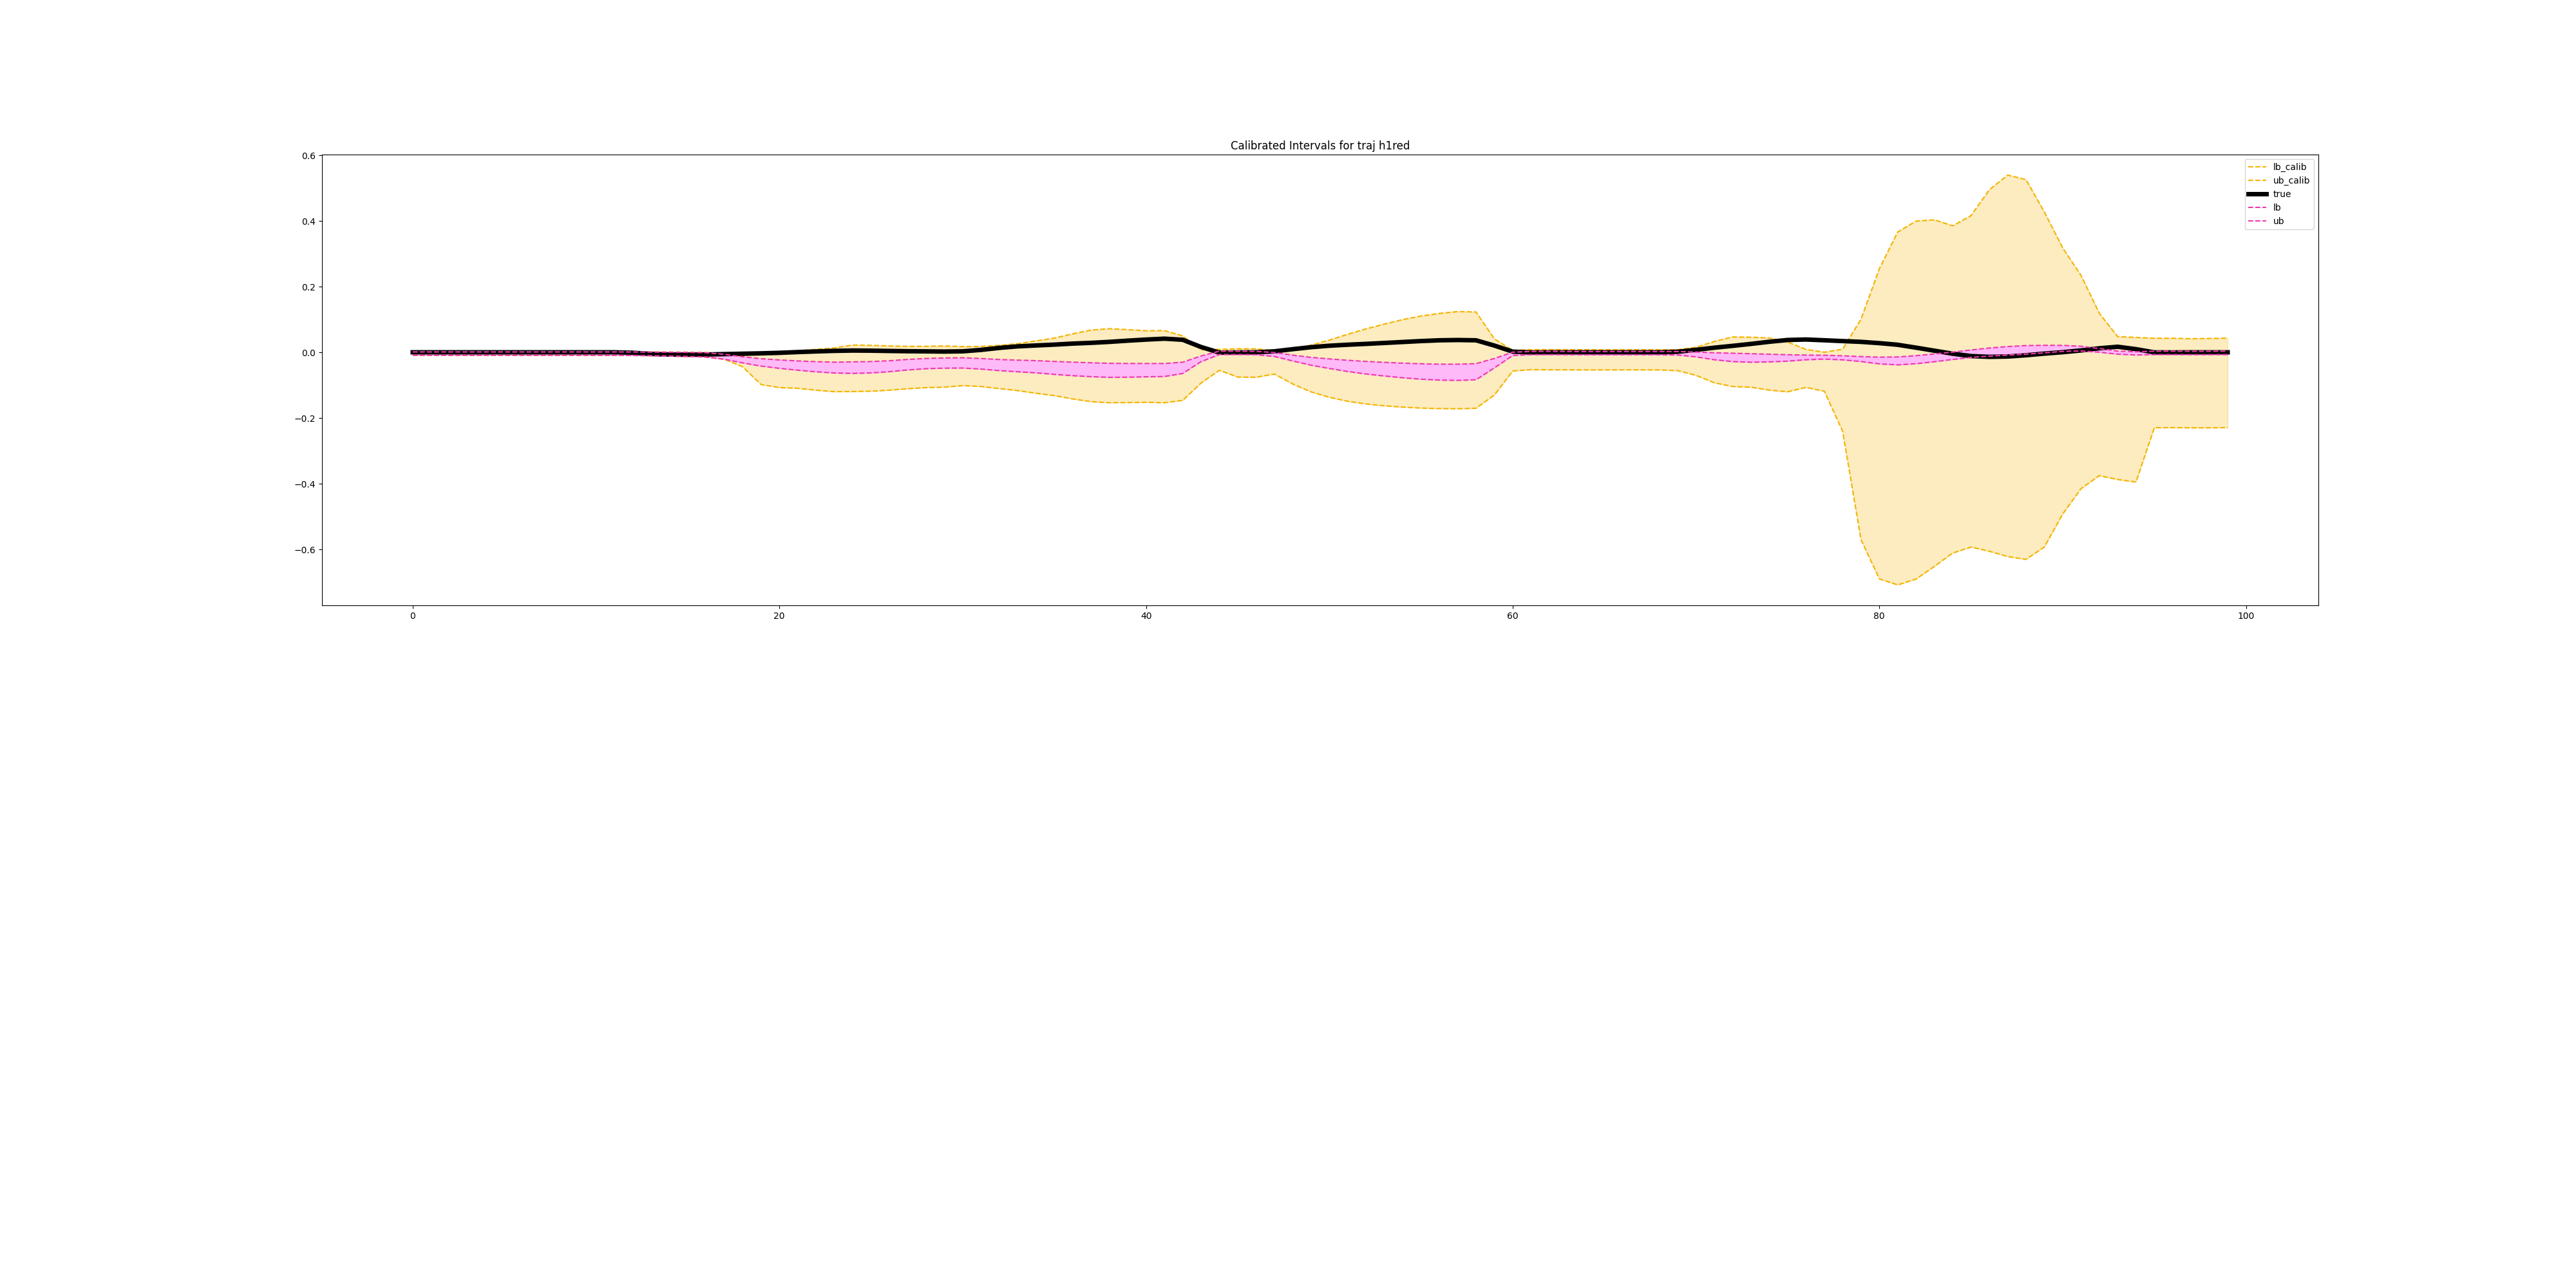 Calibrated Intervals for traj h1red
0.6
0.4
0.2
0.0
−0.2
−0.4
−0.6
0 20 40 60 80 100
lb_calib
ub_calib
true
lb
ub